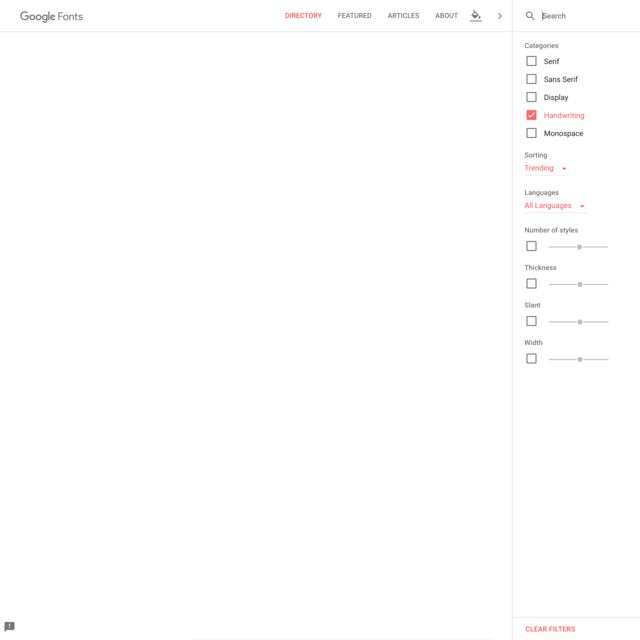 Google Fonts
DIRECTORY FEATURED ARTICLES ABOUT
Search
Categories
Serif
Sans Serif
Display
Handwriting
Monospace
Sorting
Trending
Languages
All Languages
Number of styles
Thickness
Slant
Width
CLEAR FILTERS